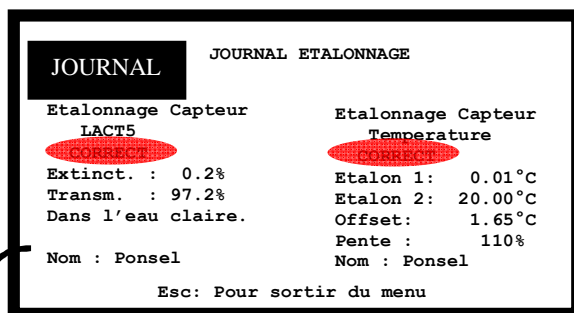 JOURNAL ETALONNAGE
JOURNAL
Etalonnage Capteur
LACT5
CORRECT
Extinct. : 0.2%
Transm. : 97.2%
Dans l'eau claire.
Nom : Ponsel
Etalonnage Capteur
Temperature
CORRECT
Etalon 1: 0.01°C
Etalon 2: 20.00°C
Offset: 1.65°C
Pente : 110%
Nom : Ponsel
Esc: Pour sortir du menu